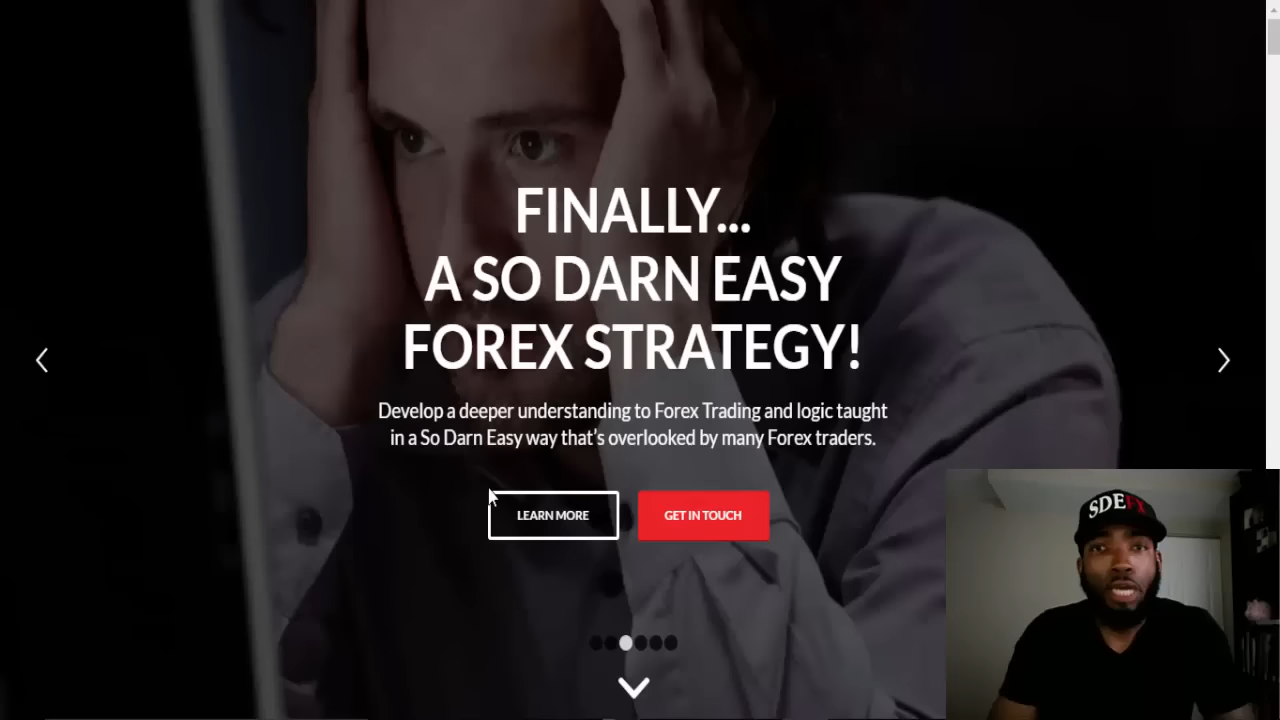 FINALLY...
A SO DARN EASY
FOREX STRATEGY!
Develop a deeper understanding to Forex Trading and logic taught
in a So Darn Easy way that's overlooked by many Forex traders.
LEARN MORE
GET IN TOUCH
SDEFX